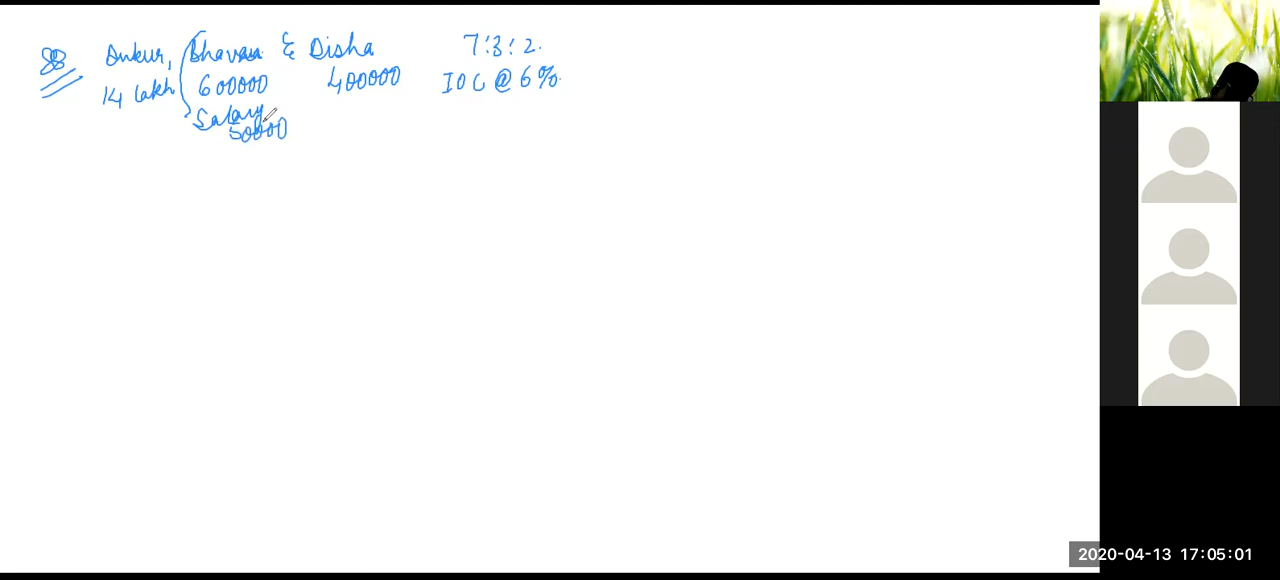 88 Ankur, Bhavna & Disha 7:3:2.
14 lakh 600000 400000 IOC @ 6%.
Salary
50000
2020-04-13 17:05:01